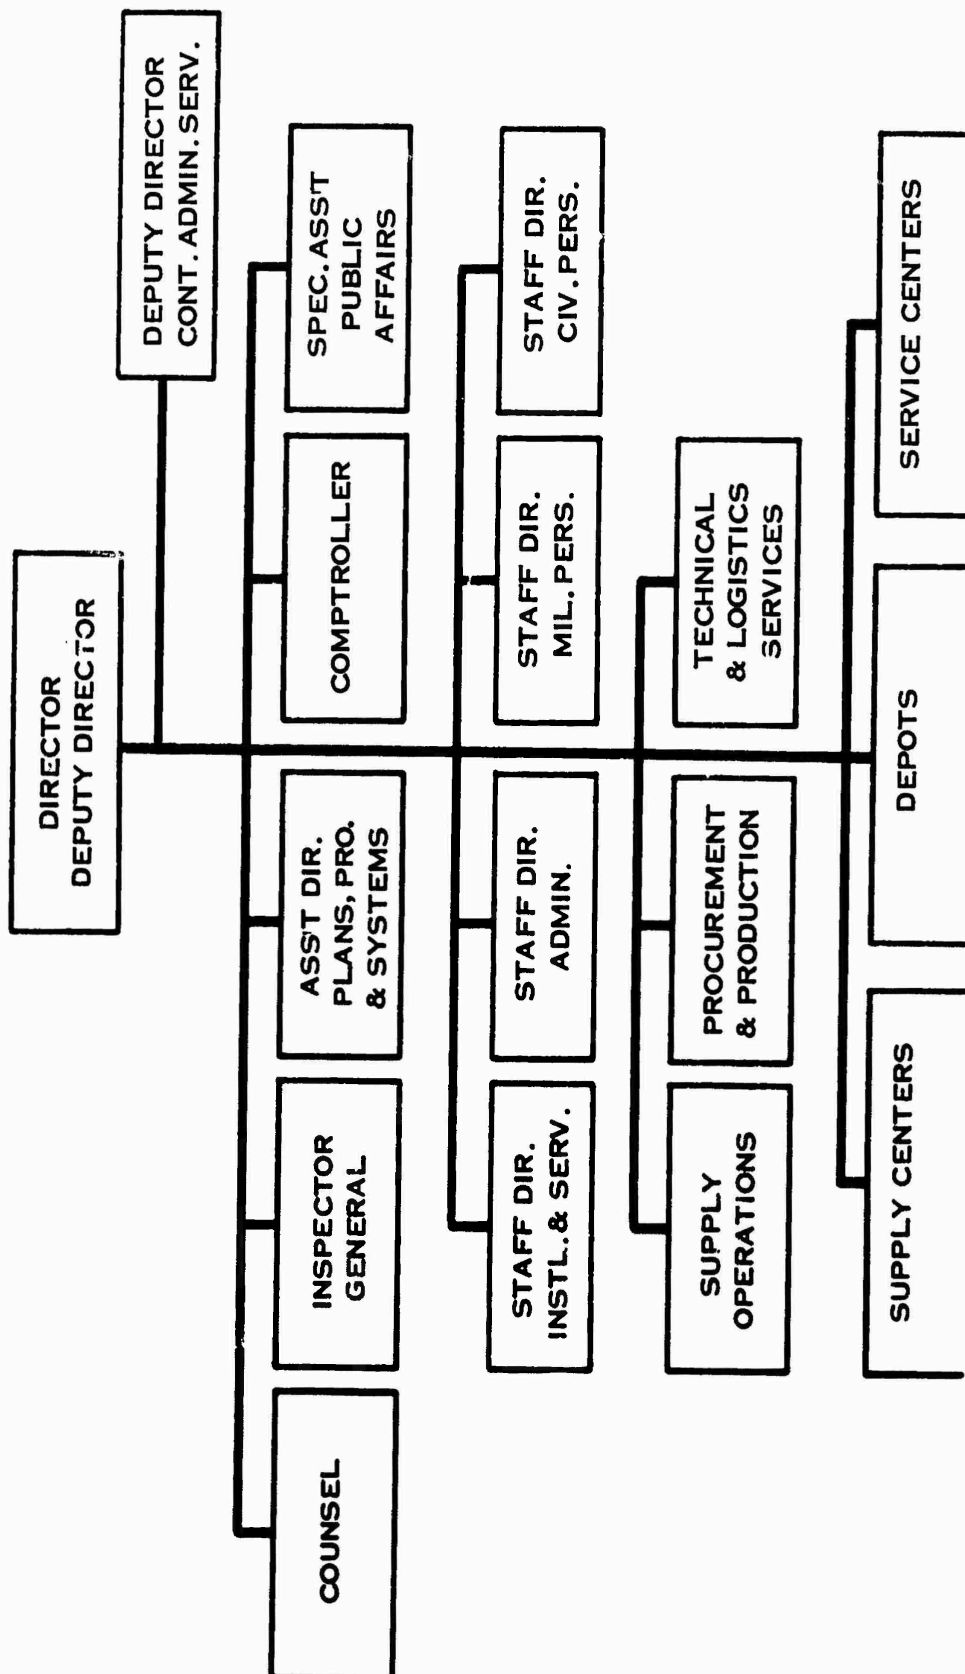 DIRECTOR
DEPUTY DIRECTOR
DEPUTY DIRECTOR
CONT. ADMIN. SERV.
COUNSEL
INSPECTOR
GENERAL
ASS'T DIR.
PLANS, PRO.
& SYSTEMS
COMPTROLLER
SPEC. ASS'T
PUBLIC
AFFAIRS
STAFF DIR.
INSTL. & SERV.
STAFF DIR.
ADMIN.
STAFF DIR.
MIL. PERS.
STAFF DIR.
CIV. PERS.
SUPPLY
OPERATIONS
PROCUREMENT
& PRODUCTION
TECHNICAL
& LOGISTICS
SERVICES
SUPPLY CENTERS
DEPOTS
SERVICE CENTERS